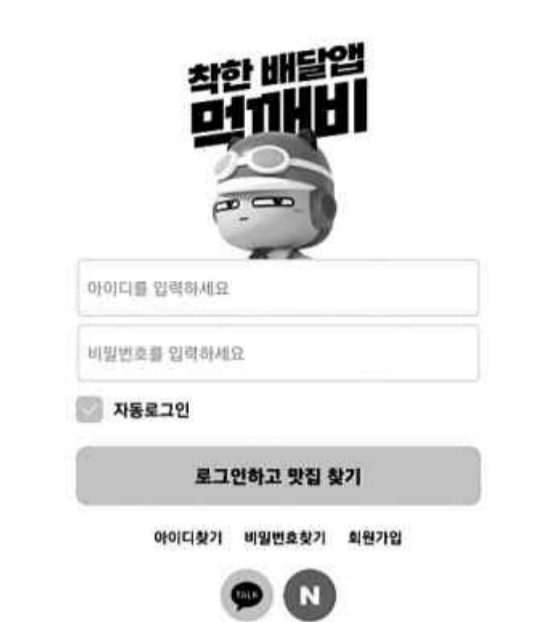 착한 배달앱
먹깨비
아이디를 입력하세요
비밀번호를 입력하세요
자동로그인
로그인하고 맛집 찾기
아이디찾기 비밀번호찾기 회원가입
TALK N